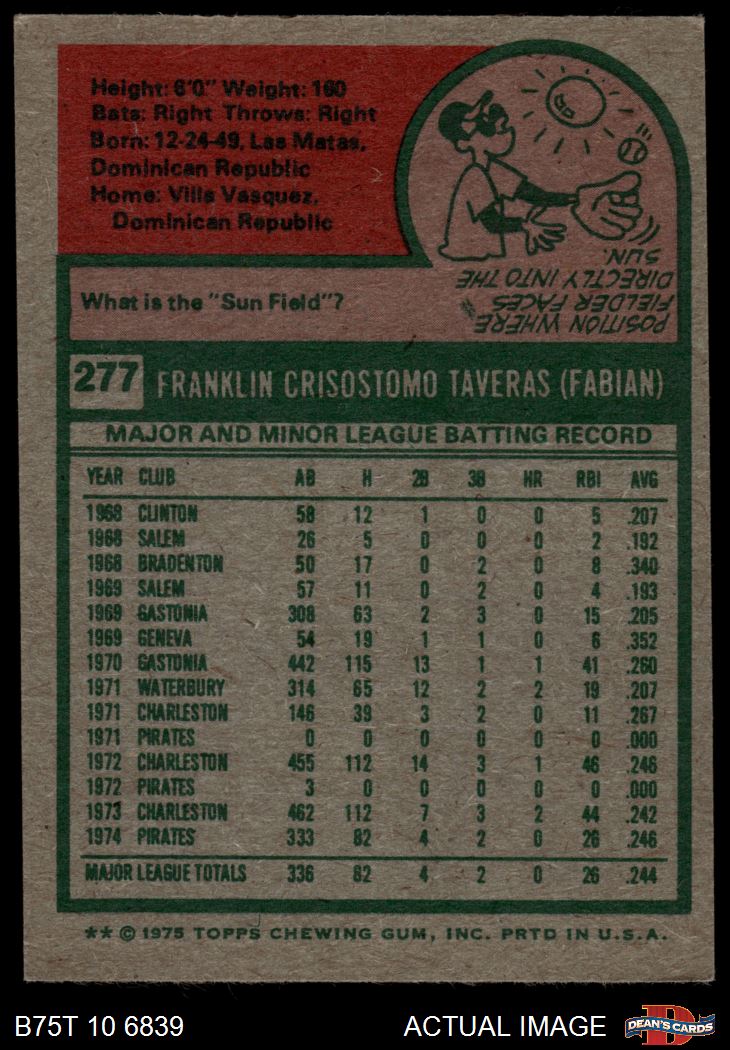 Height: 6'0" Weight: 160
Bats: Right Throws: Right
Born: 12-24-49, Las Matas,
Dominican Republic
Home: Villa Vasquez,
Dominican Republic
What is the "Sun Field"?
POSITION WHERE
FIELDER FACES
DIRECTLY INTO THE
SUN.
277 FRANKLIN CRISOSTOMO TAVERAS (FABIAN)
MAJOR AND MINOR LEAGUE BATTING RECORD
YEAR CLUB AB H 2B 3B HR RBI AVG
1968 CLINTON 58 12 1 0 0 5 .207
1968 SALEM 26 5 0 0 0 2 .192
1968 BRADENTON 50 17 0 2 0 8 .340
1969 SALEM 57 11 0 2 0 4 .193
1969 GASTONIA 308 63 2 3 0 15 .205
1969 GENEVA 54 19 1 1 0 6 .352
1970 GASTONIA 442 115 13 1 1 41 .260
1971 WATERBURY 314 65 12 2 2 19 .207
1971 CHARLESTON 146 39 3 2 0 11 .267
1971 PIRATES 0 0 0 0 0 0 .000
1972 CHARLESTON 455 112 14 3 1 46 .246
1972 PIRATES 3 0 0 0 0 0 .000
1973 CHARLESTON 462 112 7 3 2 44 .242
1974 PIRATES 333 82 4 2 0 26 .246
MAJOR LEAGUE TOTALS 336 82 4 2 0 26 .244
** © 1975 TOPPS CHEWING GUM, INC. PRTD IN U.S.A.
B75T 10 6839 ACTUAL IMAGE D DEAN'S CARDS